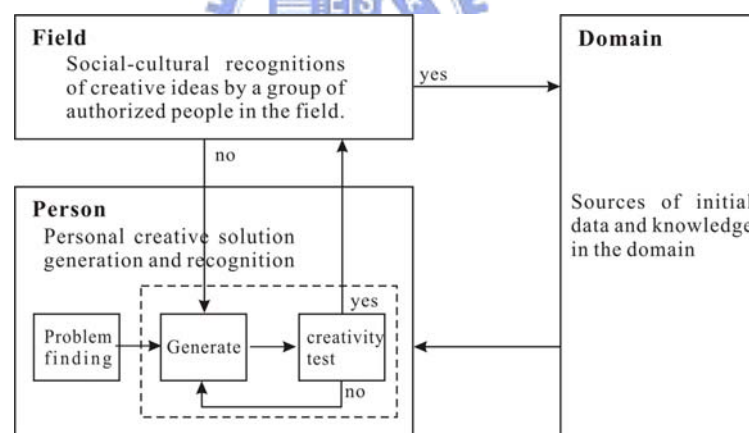 Field
Social-cultural recognitions
of creative ideas by a group of
authorized people in the field.
yes
Domain
no
Person
Personal creative solution
generation and recognition
Sources of initial
data and knowledge
in the domain
yes
Problem
finding
Generate
creativity
test
no